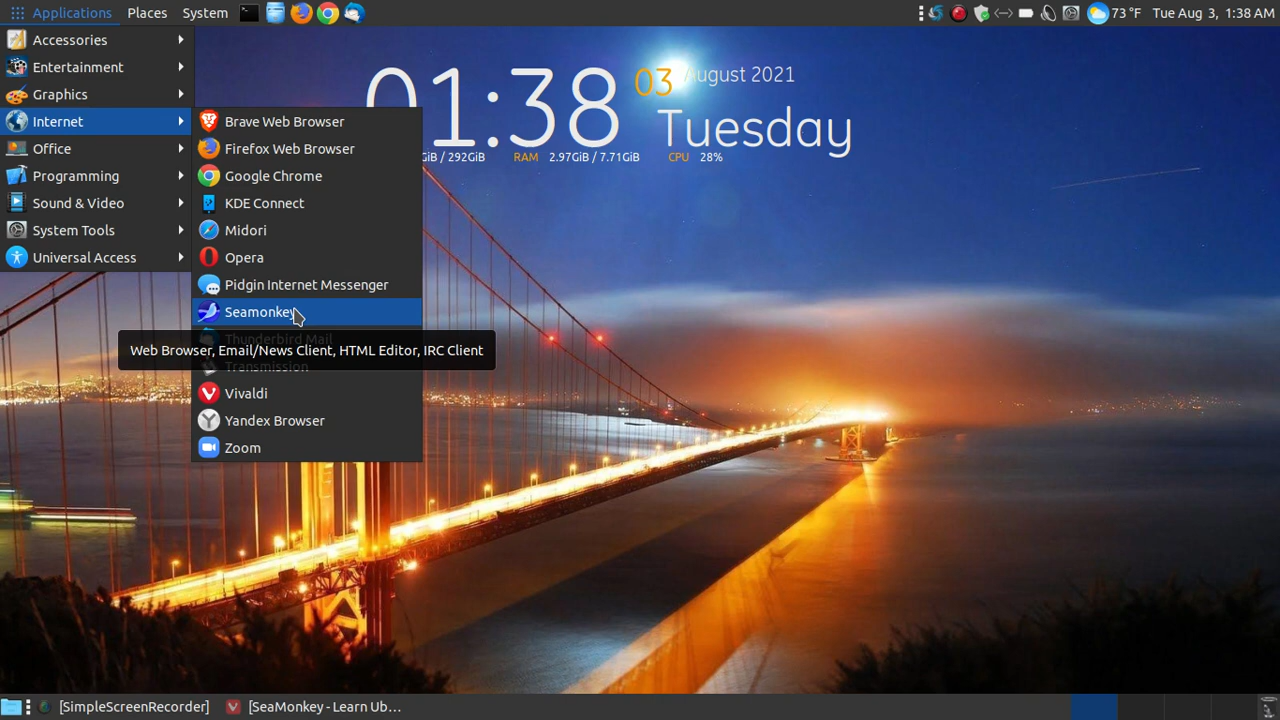 Applications Places System 73 °F Tue Aug 3, 1:38 AM
Accessories
Entertainment
Graphics
Internet
Office
Programming
Sound & Video
System Tools
Universal Access
Brave Web Browser
Firefox Web Browser
Google Chrome
KDE Connect
Midori
Opera
Pidgin Internet Messenger
Seamonkey
Thunderbird Mail
Web Browser, Email/News Client, HTML Editor, IRC Client
Transmission
Vivaldi
Yandex Browser
Zoom
01:38
03 August 2021
Tuesday
GiB / 292GiB RAM 2.97GiB / 7.71GiB CPU 28%
[SimpleScreenRecorder] [SeaMonkey - Learn Ub…